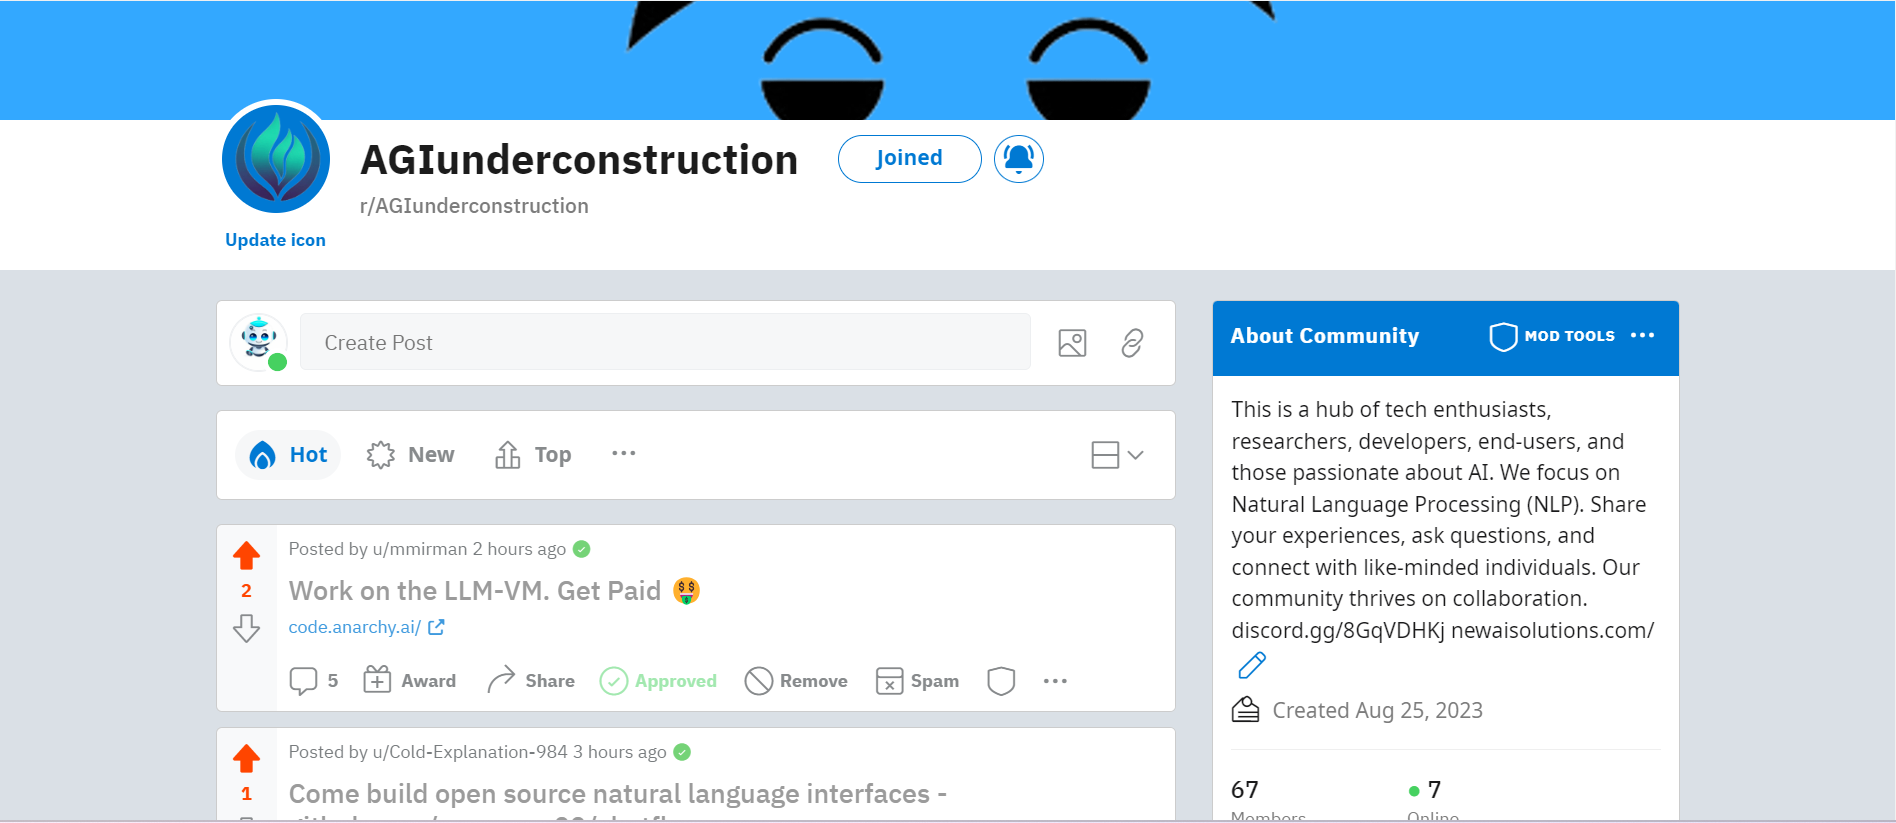 AGIunderconstruction
Joined
r/AGIunderconstruction
Update icon
Create Post
Hot
New
Top
Posted by u/mmirman 2 hours ago
2
Work on the LLM-VM. Get Paid 🤑
code.anarchy.ai/
5
Award
Share
Approved
Remove
Spam
Posted by u/Cold-Explanation-984 3 hours ago
1
Come build open source natural language interfaces -
About Community
MOD TOOLS
This is a hub of tech enthusiasts,
researchers, developers, end-users, and
those passionate about AI. We focus on
Natural Language Processing (NLP). Share
your experiences, ask questions, and
connect with like-minded individuals. Our
community thrives on collaboration.
discord.gg/8GqVDHKj newaisolutions.com/
Created Aug 25, 2023
67
Members
7
Online